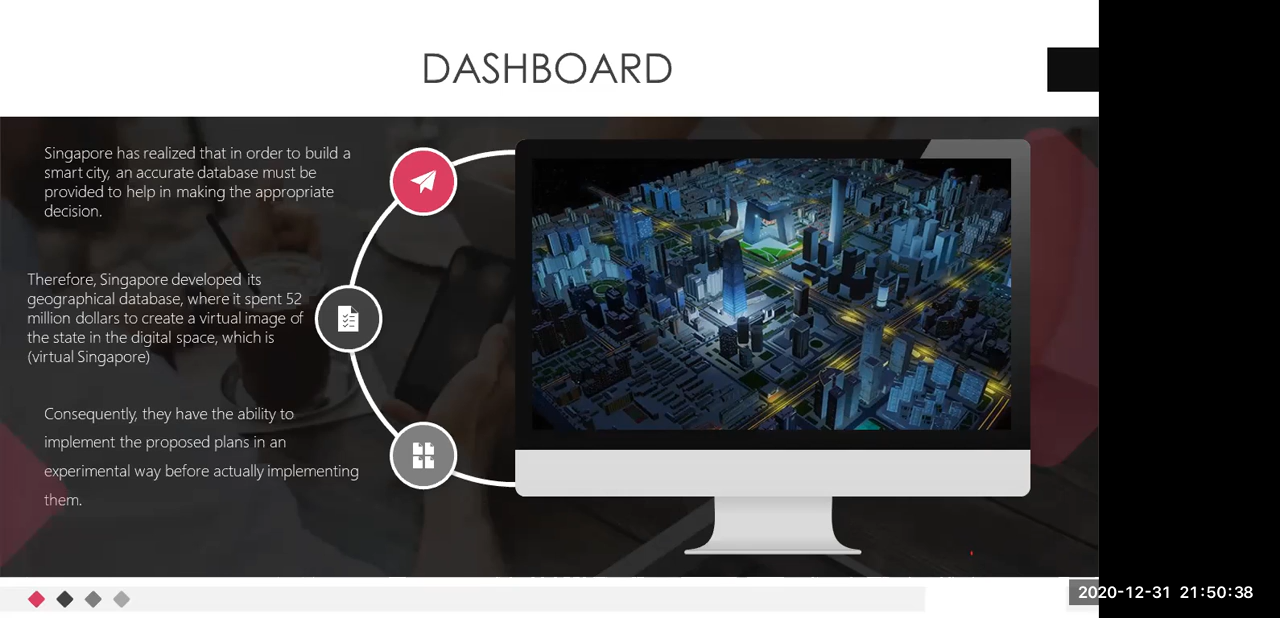 DASHBOARD
Singapore has realized that in order to build a
smart city, an accurate database must be
provided to help in making the appropriate
decision.
Therefore, Singapore developed its
geographical database, where it spent 52
million dollars to create a virtual image of
the state in the digital space, which is
(virtual Singapore)
Consequently, they have the ability to
implement the proposed plans in an
experimental way before actually implementing
them.
2020-12-31 21:50:38